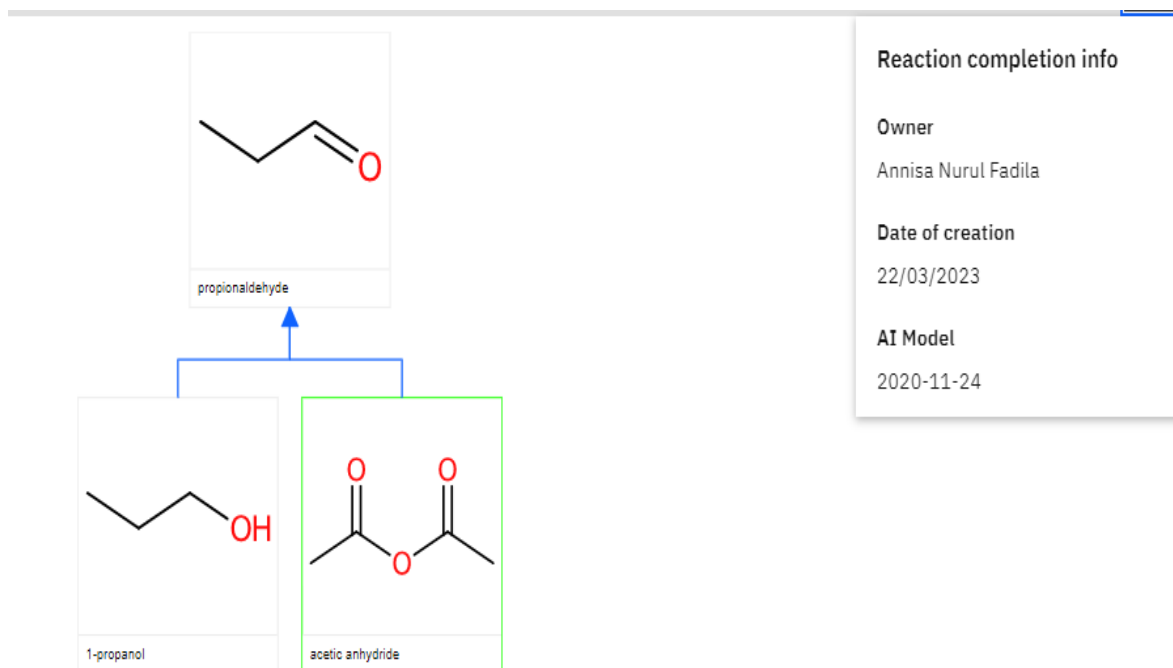 O
propionaldehyde
OH
1-propanol
O
O
O
acetic anhydride
Reaction completion info
Owner
Annisa Nurul Fadila
Date of creation
22/03/2023
AI Model
2020-11-24